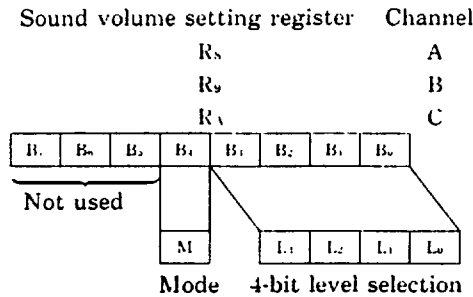 Sound volume setting register Channel
R₈ A
R₉ B
R_A C
B₇ B₆ B₅ B₄ B₃ B₂ B₁ B₀
Not used
M L₃ L₂ L₁ L₀
Mode 4-bit level selection